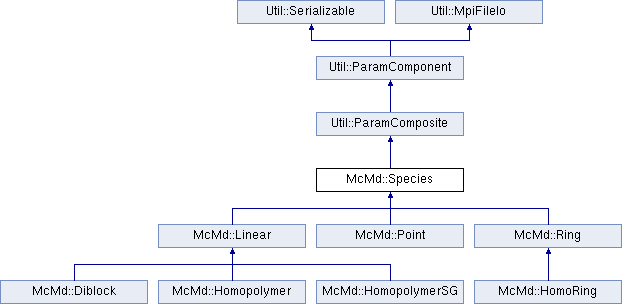 Util::Serializable
Util::MpiFileIo
Util::ParamComponent
Util::ParamComposite
McMd::Species
McMd::Linear
McMd::Point
McMd::Ring
McMd::Diblock
McMd::Homopolymer
McMd::HomopolymerSG
McMd::HomoRing